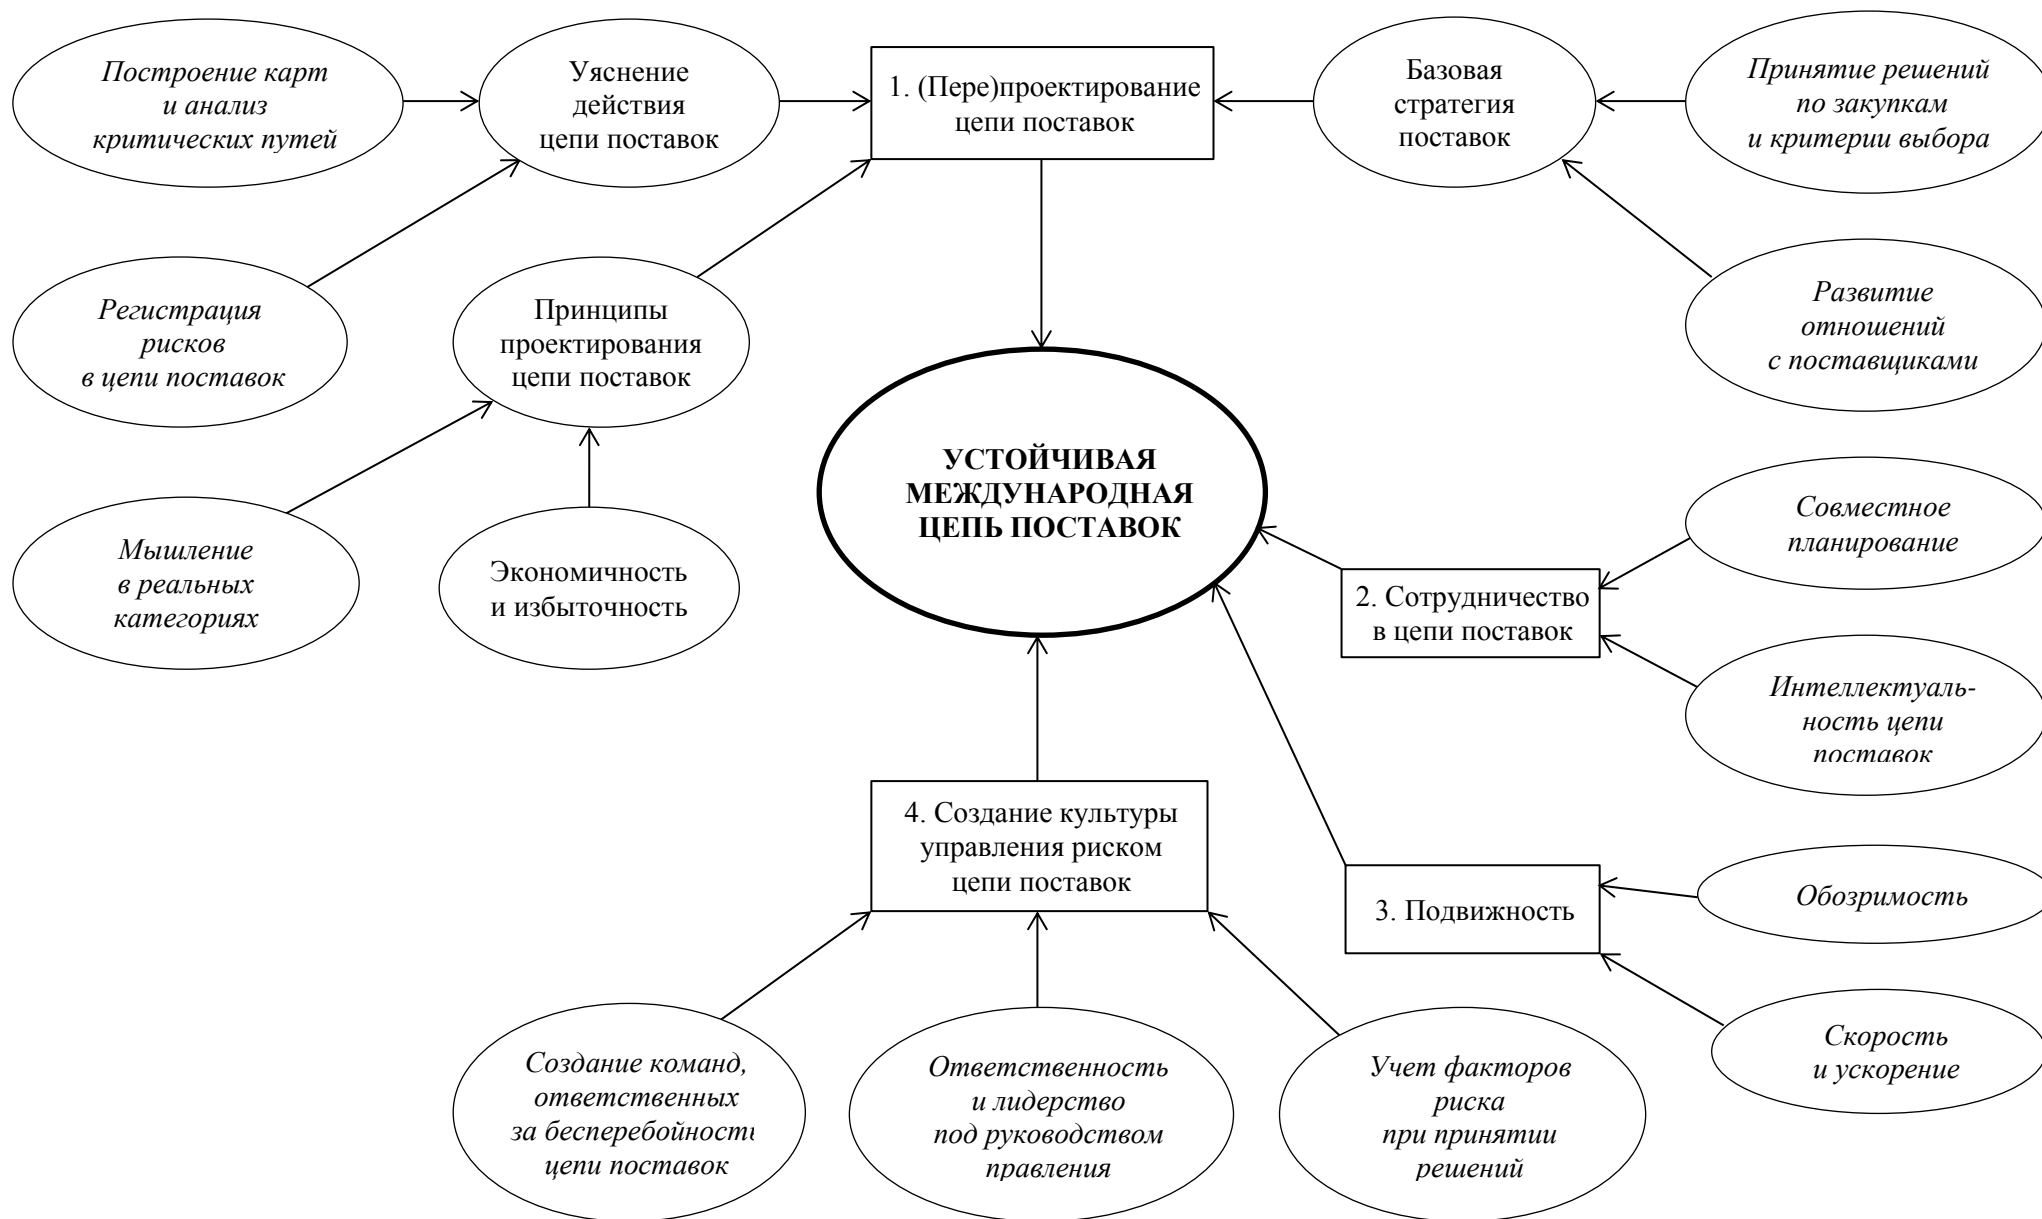 Построение карт
и анализ
критических путей
Уяснение
действия
цепи поставок
1. (Пере)проектирование
цепи поставок
Базовая
стратегия
поставок
Принятие решений
по закупкам
и критерии выбора
Регистрация
рисков
в цепи поставок
Принципы
проектирования
цепи поставок
Развитие
отношений
с поставщиками
УСТОЙЧИВАЯ
МЕЖДУНАРОДНАЯ
ЦЕПЬ ПОСТАВОК
Мышление
в реальных
категориях
Экономичность
и избыточность
Совместное
планирование
2. Сотрудничество
в цепи поставок
Интеллектуаль-
ность цепи
поставок
4. Создание культуры
управления риском
цепи поставок
3. Подвижность
Обозримость
Скорость
и ускорение
Создание команд,
ответственных
за бесперебойность
цепи поставок
Ответственность
и лидерство
под руководством
правления
Учет факторов
риска
при принятии
решений